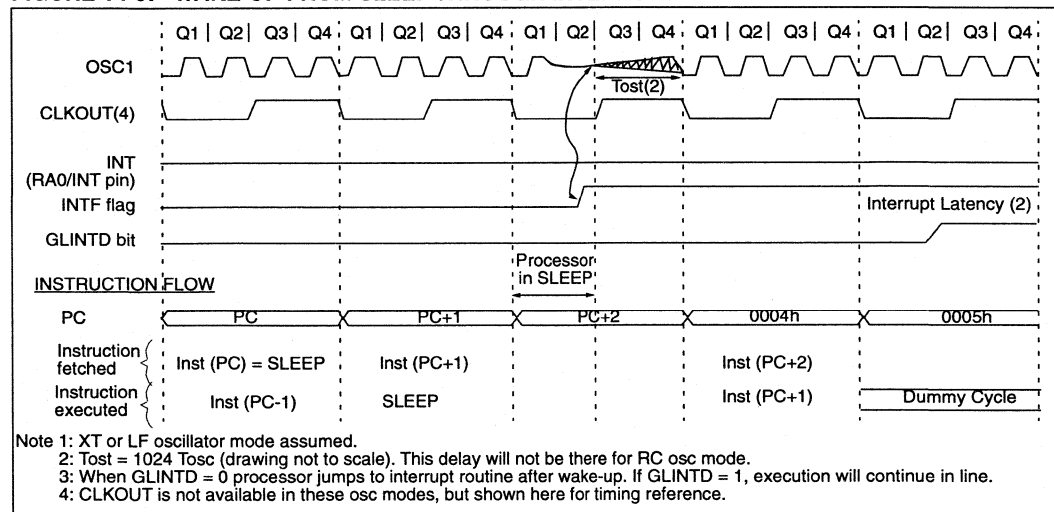 Q1 | Q2 | Q3 | Q4 | Q1 | Q2 | Q3 | Q4 | Q1 | Q2 | Q3 | Q4 | Q1 | Q2 | Q3 | Q4 | Q1 | Q2 | Q3 | Q4
OSC1
Tost(2)
CLKOUT(4)
INT
(RA0/INT pin)
INTF flag
Interrupt Latency (2)
GLINTD bit
Processor
in SLEEP
INSTRUCTION FLOW
PC PC PC+1 PC+2 0004h 0005h
Instruction
fetched
Inst (PC) = SLEEP Inst (PC+1) Inst (PC+2)
Instruction
executed
Inst (PC-1) SLEEP Inst (PC+1) Dummy Cycle
Note 1: XT or LF oscillator mode assumed.
2: Tost = 1024 Tosc (drawing not to scale). This delay will not be there for RC osc mode.
3: When GLINTD = 0 processor jumps to interrupt routine after wake-up. If GLINTD = 1, execution will continue in line.
4: CLKOUT is not available in these osc modes, but shown here for timing reference.